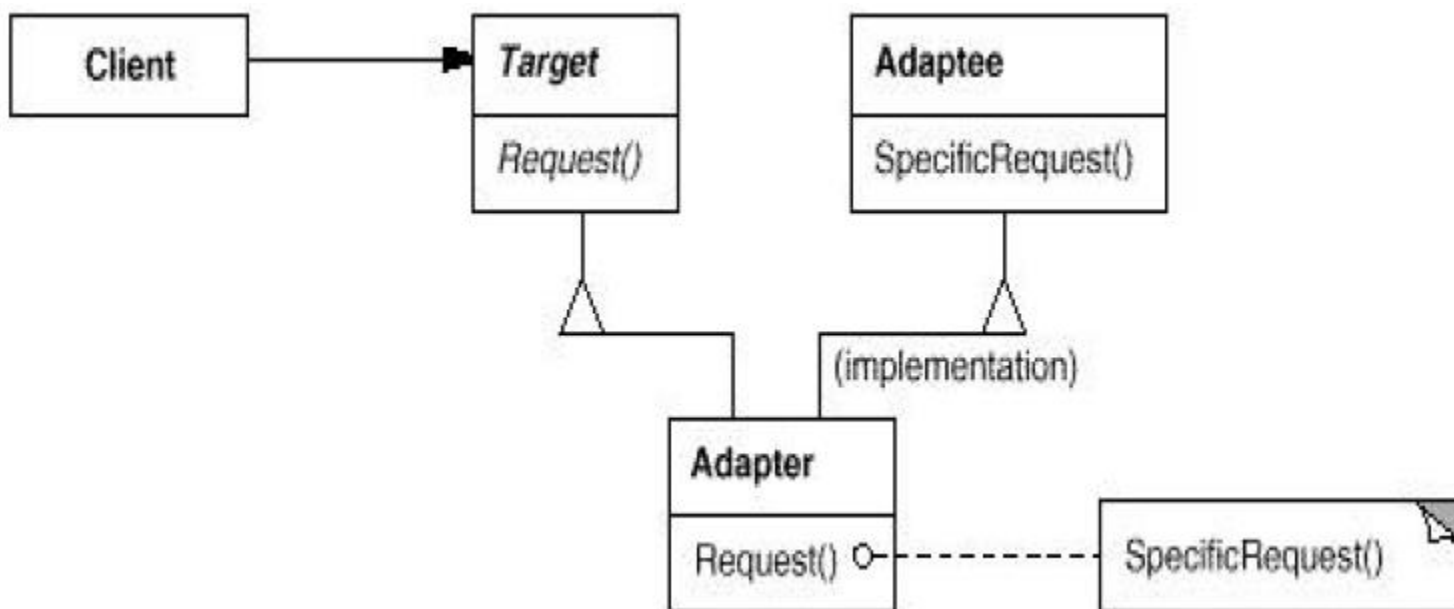 Client
Target
Adaptee
Request()
SpecificRequest()
(implementation)
Adapter
Request()
SpecificRequest()